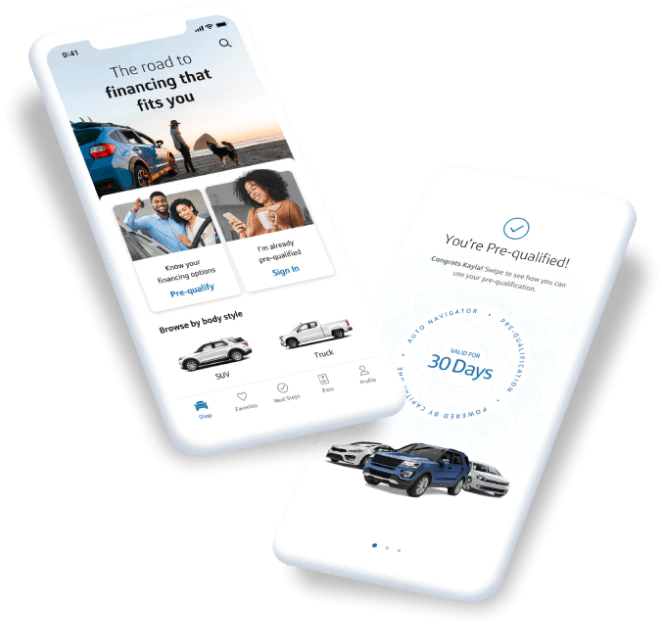 9:41
The road to
financing that
fits you
Know your
financing options
Pre-qualify
I'm already
pre-qualified
Sign In
Browse by body style
SUV
Truck
Shop
Favorites
Next Steps
Pass
Profile
You're Pre-qualified!
Congrats Kayla! Swipe to see how you can
use your pre-qualification.
AUTO NAVIGATOR • PRE-QUALIFICATION • POWERED BY
VALID FOR
30 Days